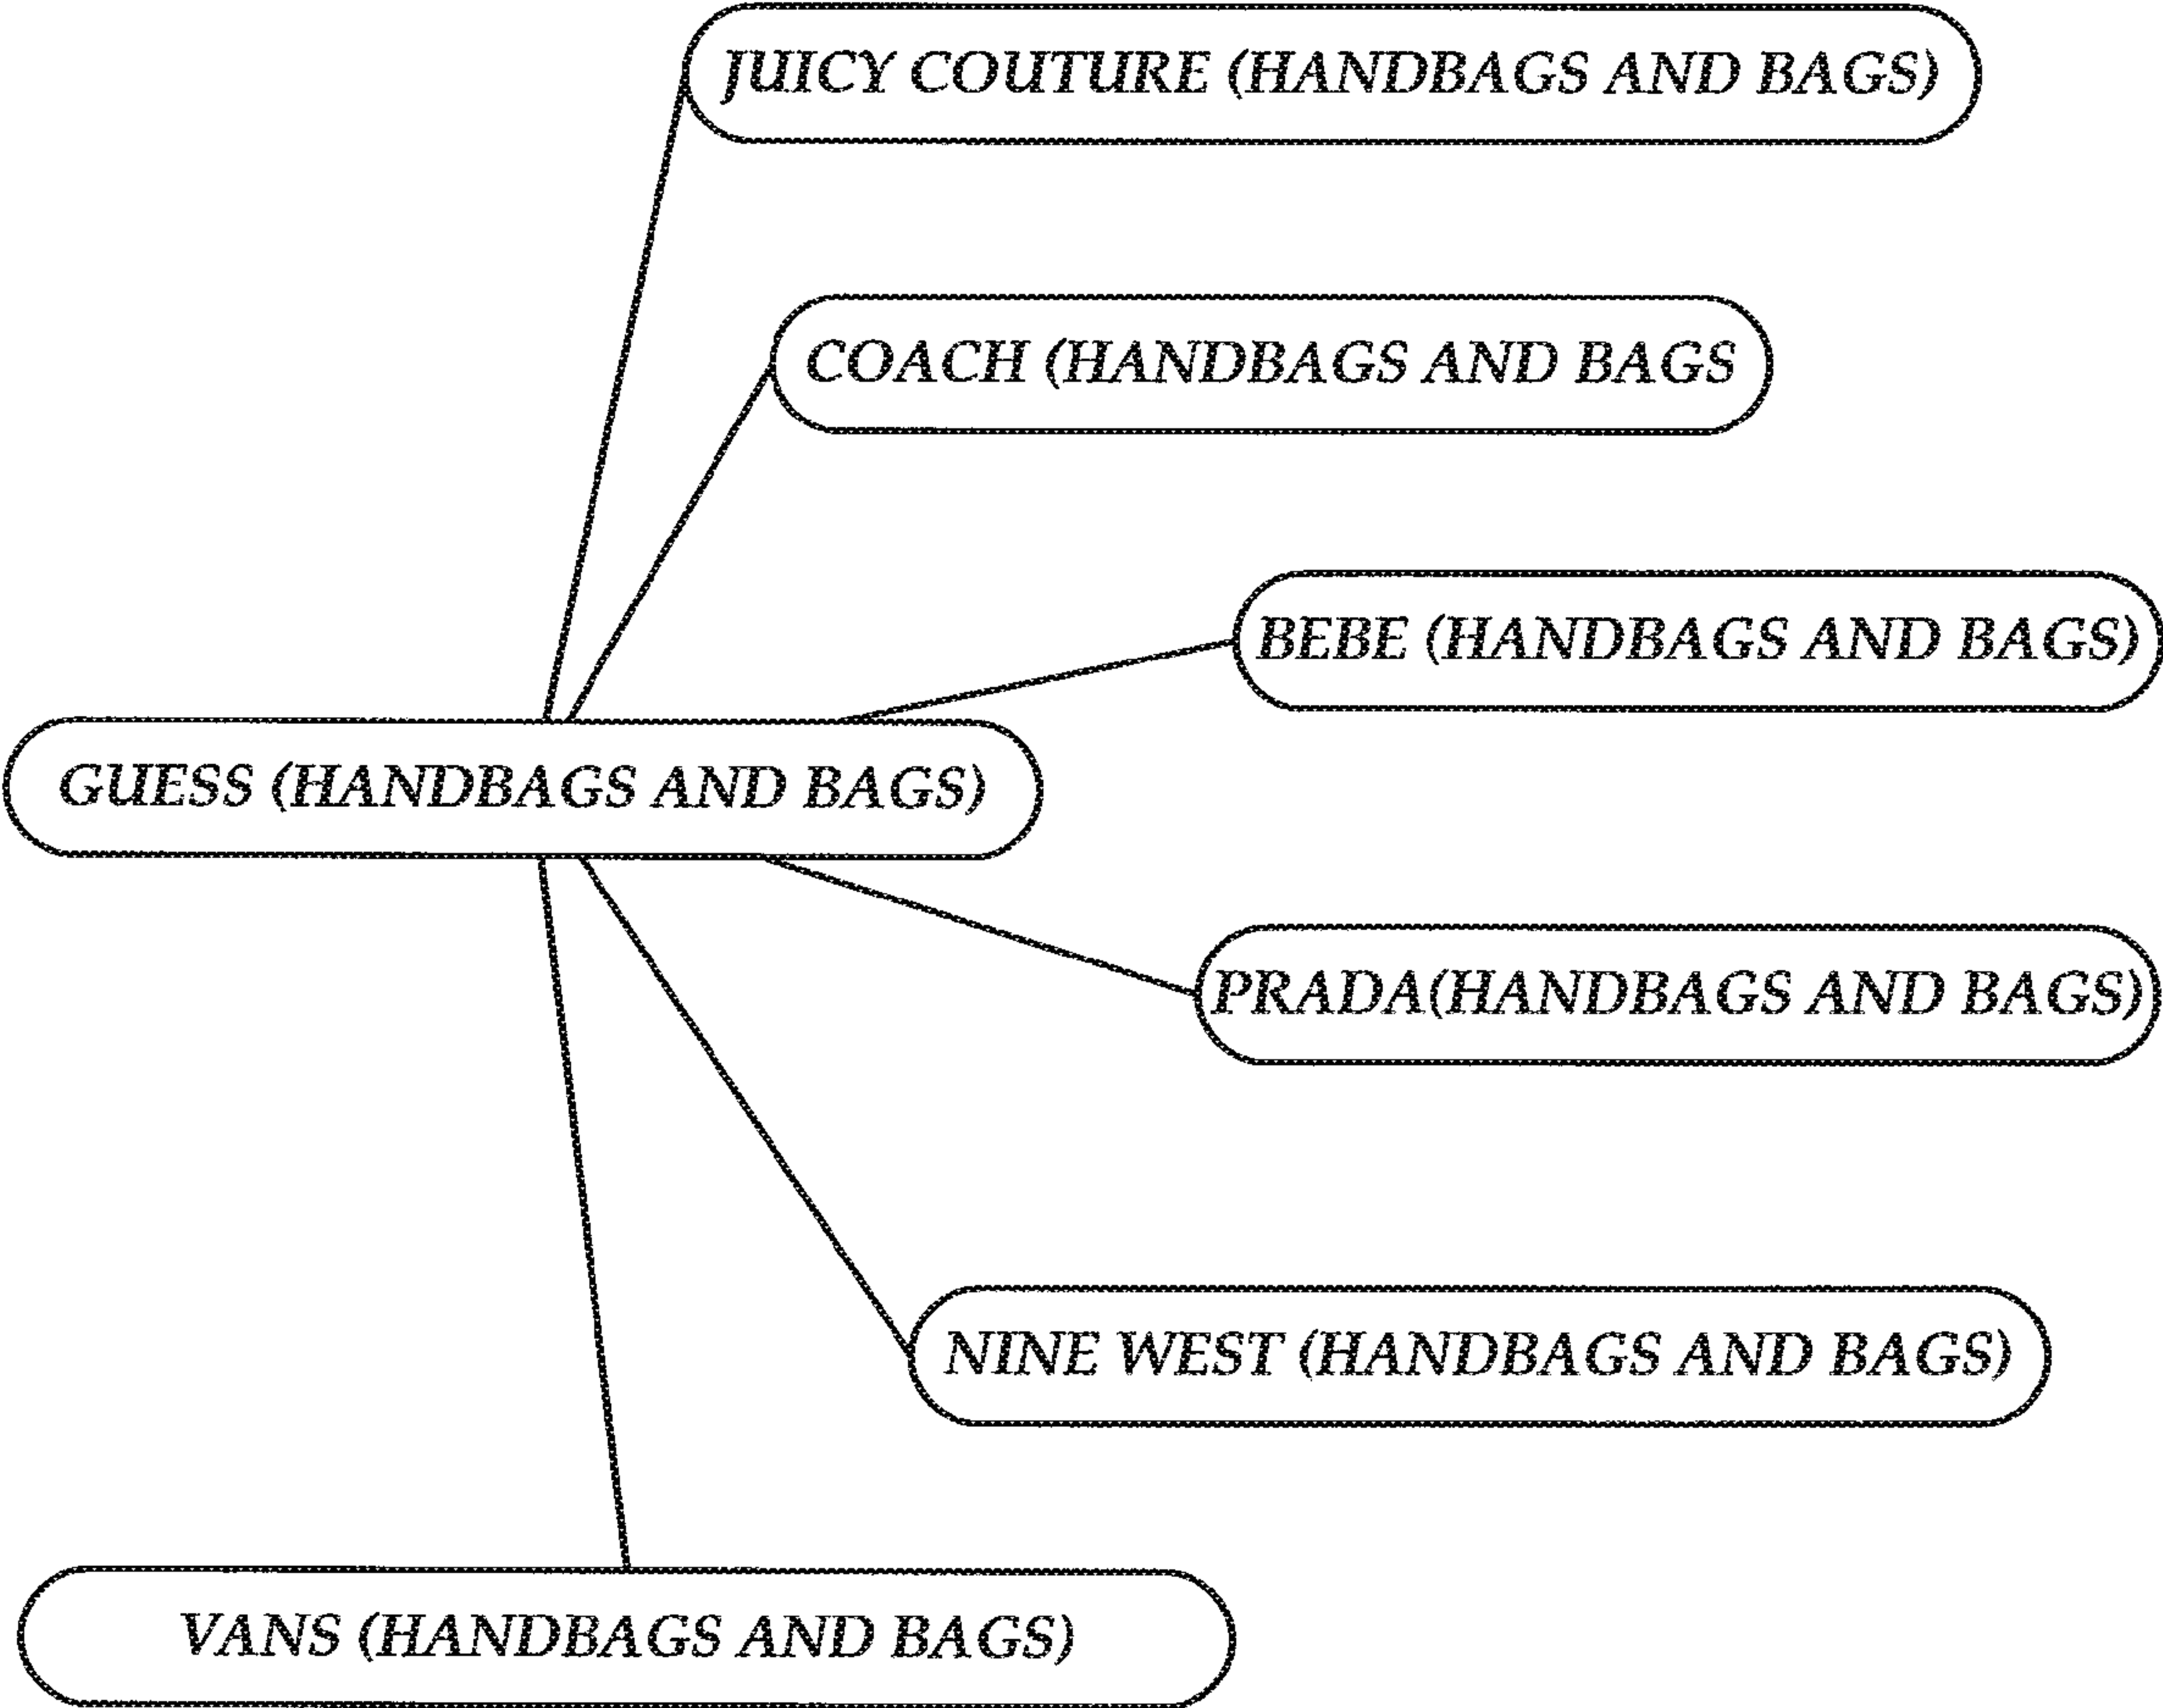 JUICY COUTURE (HANDBAGS AND BAGS)
COACH (HANDBAGS AND BAGS
BEBE (HANDBAGS AND BAGS)
GUESS (HANDBAGS AND BAGS)
PRADA(HANDBAGS AND BAGS)
NINE WEST (HANDBAGS AND BAGS)
VANS (HANDBAGS AND BAGS)